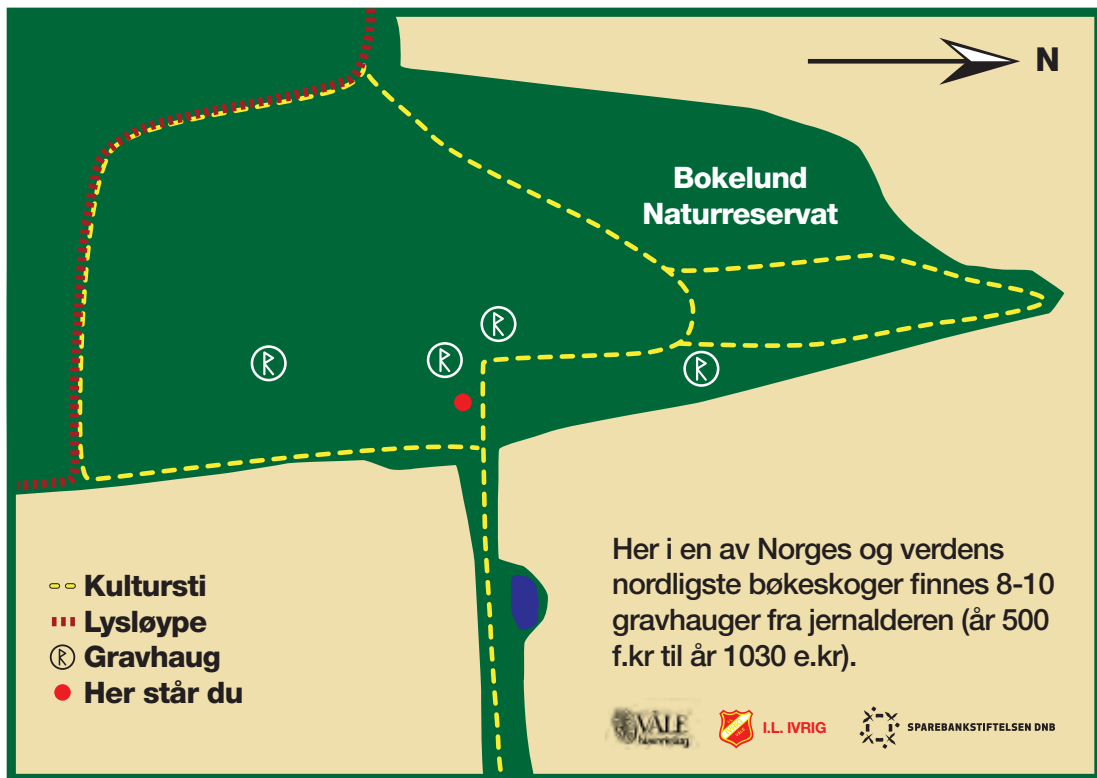 N
Bokelund
Naturreservat
Kultursti
Lysløype
Gravhaug
Her står du
Her i en av Norges og verdens
nordligste bøkeskoger finnes 8-10
gravhauger fra jernalderen (år 500
f.kr til år 1030 e.kr).
VÅLE
I.L. IVRIG
SPAREBANKSTIFTELSEN DNB